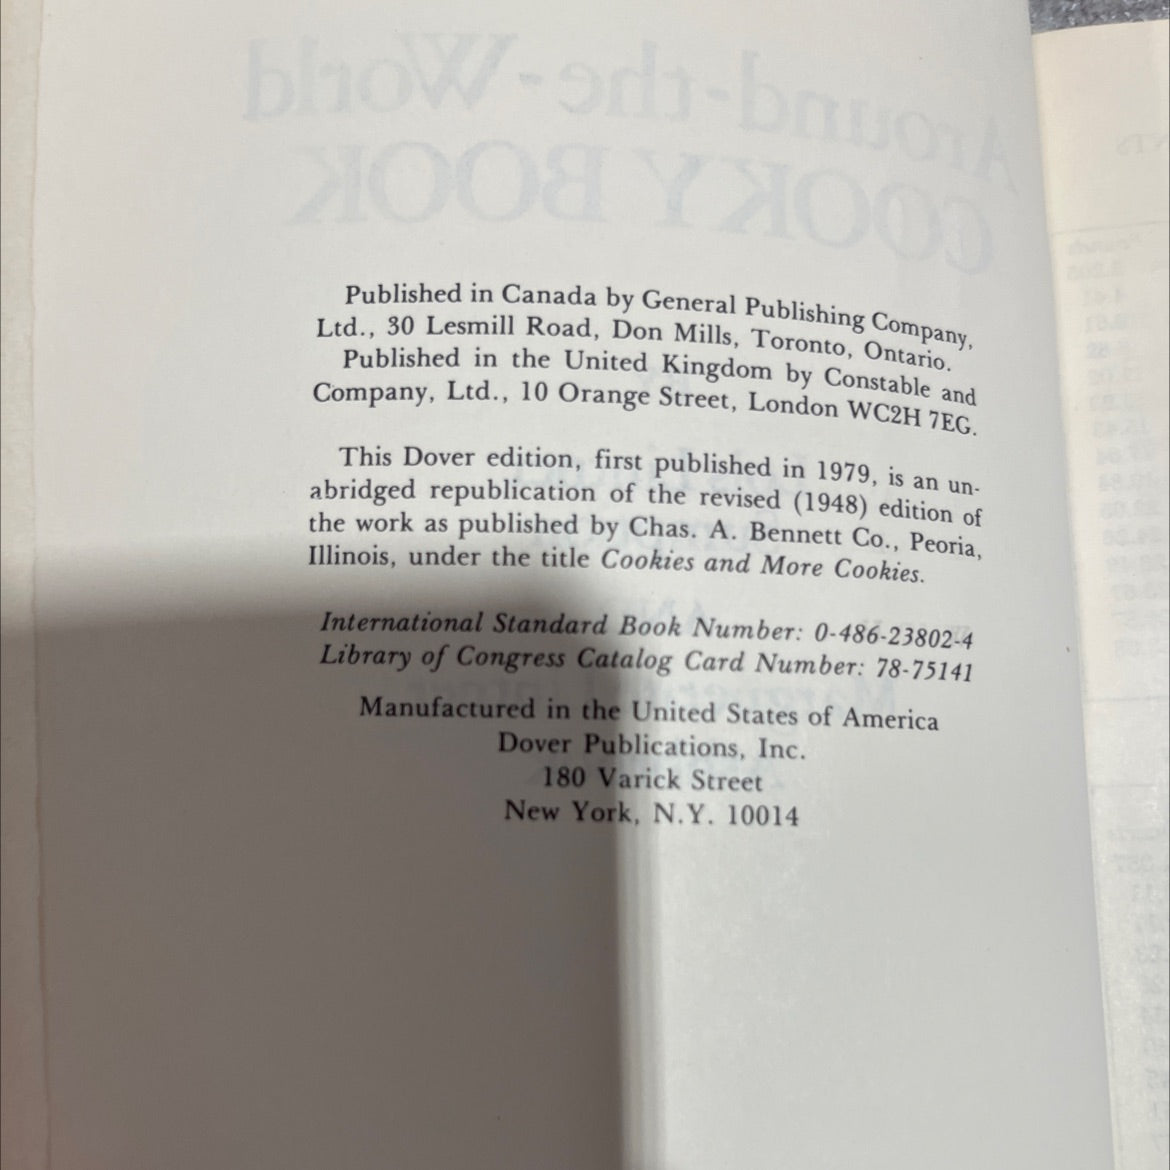 Around-the-World
COOKY BOOK
Published in Canada by General Publishing Company,
Ltd., 30 Lesmill Road, Don Mills, Toronto, Ontario.
Published in the United Kingdom by Constable and
Company, Ltd., 10 Orange Street, London WC2H 7EG.
This Dover edition, first published in 1979, is an un-
abridged republication of the revised (1948) edition of
the work as published by Chas. A. Bennett Co., Peoria,
Illinois, under the title Cookies and More Cookies.
International Standard Book Number: 0-486-23802-4
Library of Congress Catalog Card Number: 78-75141
Manufactured in the United States of America
Dover Publications, Inc.
180 Varick Street
New York, N.Y. 10014